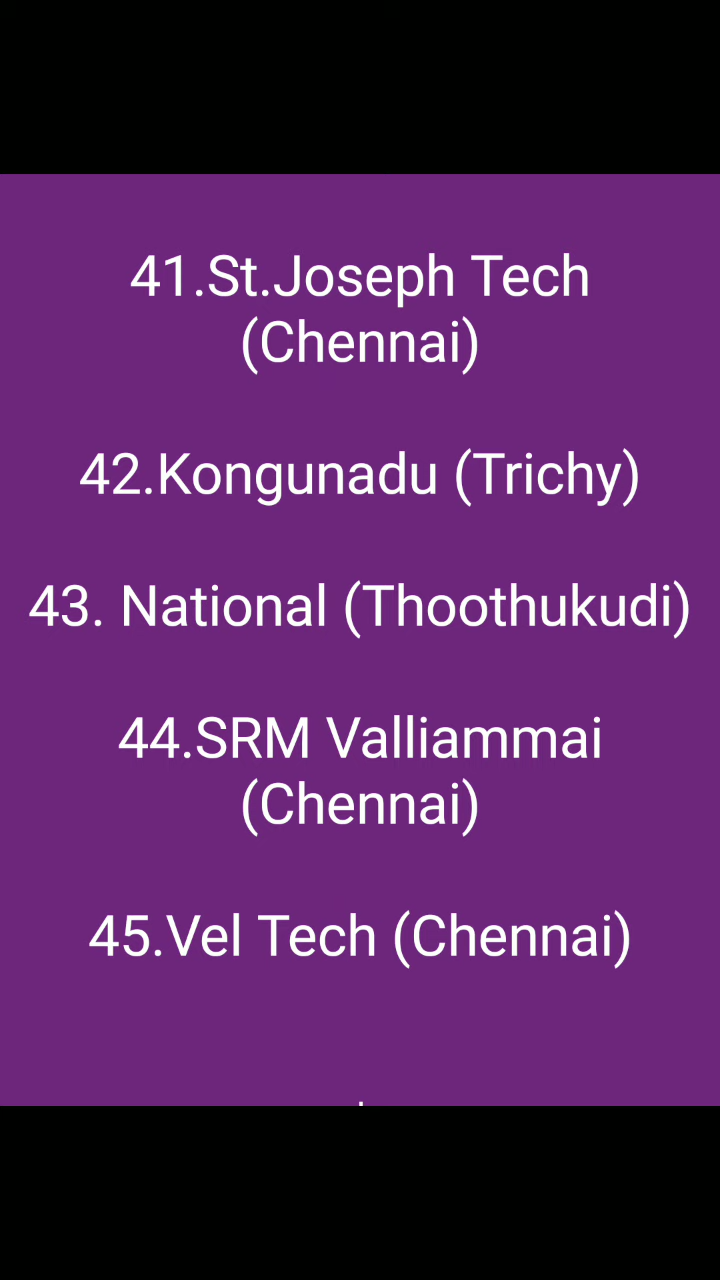 41.St.Joseph Tech
(Chennai)
42.Kongunadu (Trichy)
43. National (Thoothukudi)
44.SRM Valliammai
(Chennai)
45.Vel Tech (Chennai)